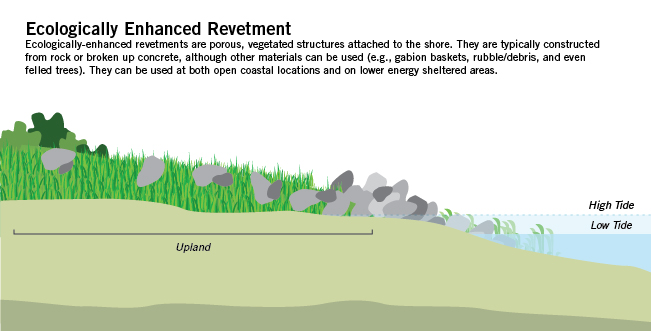 Ecologically Enhanced Revetment
Ecologically-enhanced revetments are porous, vegetated structures attached to the shore. They are typically constructed
from rock or broken up concrete, although other materials can be used (e.g., gabion baskets, rubble/debris, and even
felled trees). They can be used at both open coastal locations and on lower energy sheltered areas.
High Tide
Low Tide
Upland